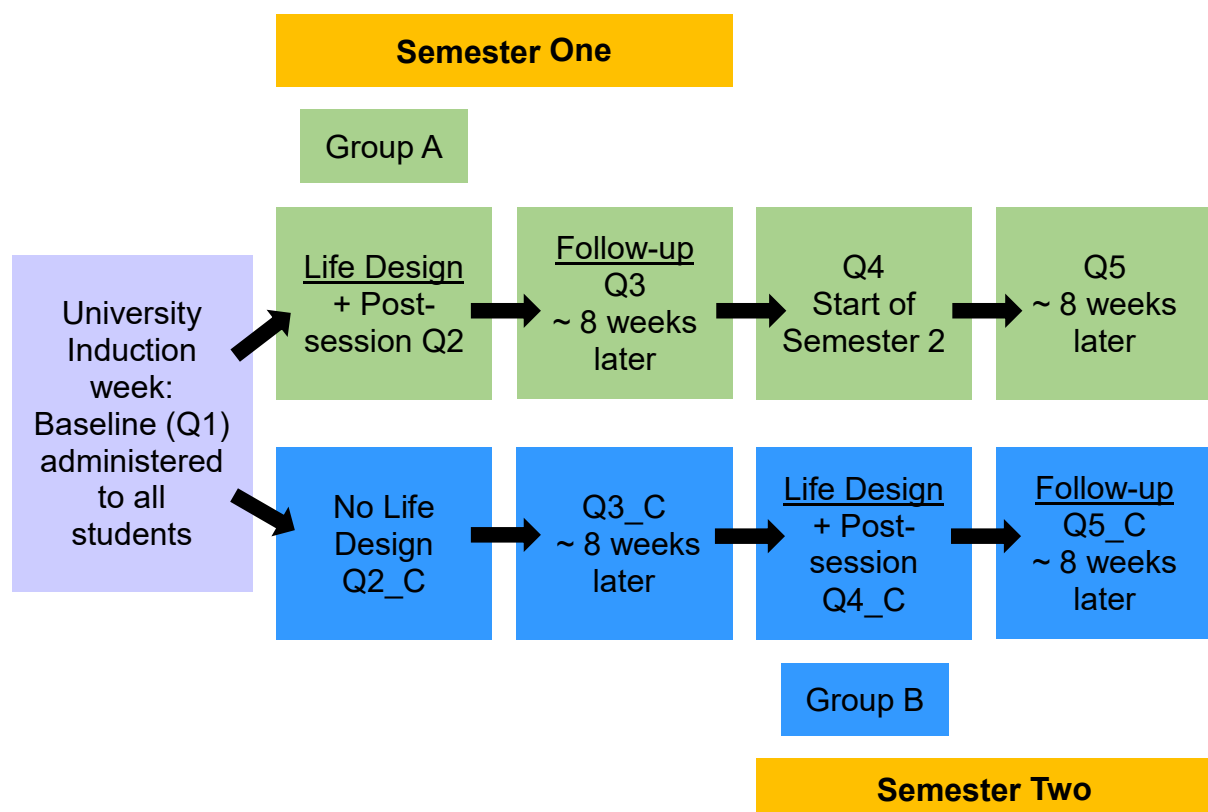 Semester One
Group A
University
Induction
week:
Baseline (Q1)
administered
to all
students
Life Design
+ Post-
session Q2
Follow-up
Q3
~ 8 weeks
later
Q4
Start of
Semester 2
Q5
~ 8 weeks
later
No Life
Design
Q2_C
Q3_C
~ 8 weeks
later
Life Design
+ Post-
session
Q4_C
Follow-up
Q5_C
~ 8 weeks
later
Group B
Semester Two